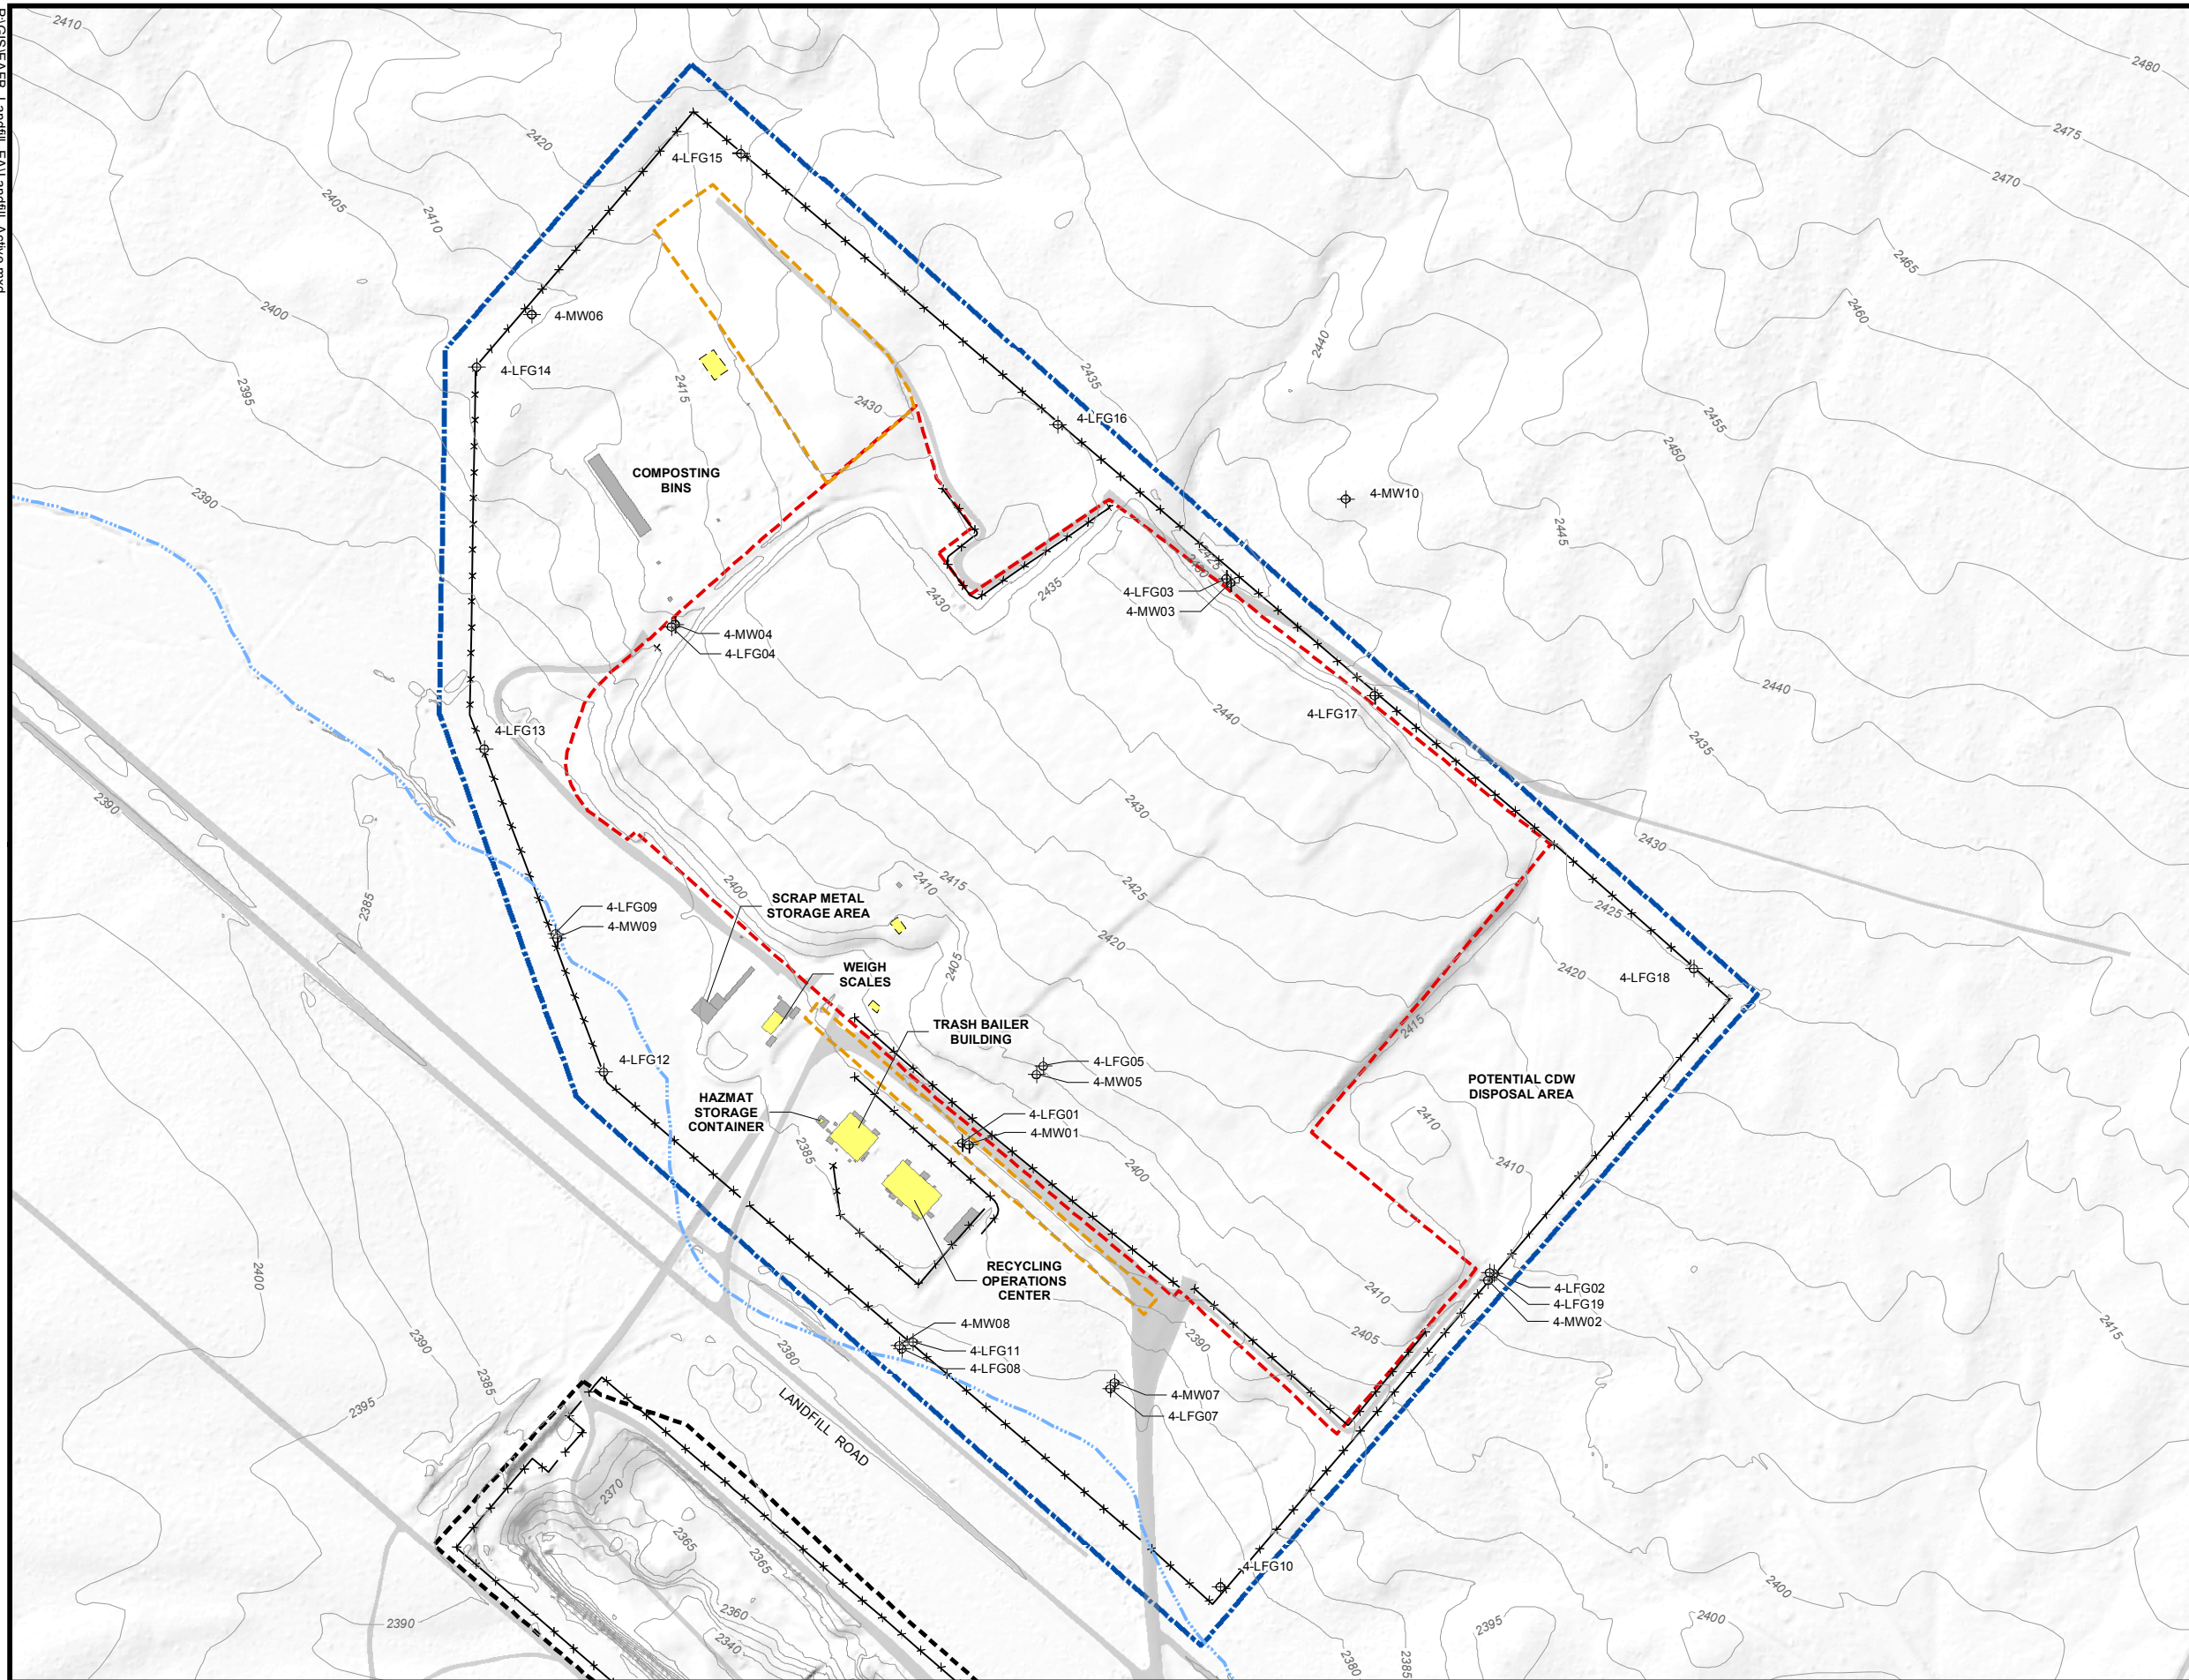 2410
2480
2420
2475
4-LFG15
2405
2410
2470
2465
2400
4-MW06
2460
2440
4-LFG14
2435
2395
2415
2430
4-LFG16
2455
2450
COMPOSTING
BINS
2390
4-MW10
2445
2425
2430
4-LFG03
2435
2430
4-MW03
4-MW04
4-LFG04
2440
2440
4-LFG17
4-LFG13
2435
2390
2430
2430
2400
2410
2415
2425
2385
SCRAP METAL
STORAGE AREA
4-LFG09
4-MW09
2425
2420
2405
WEIGH
SCALES
2420
4-LFG18
TRASH BAILER
BUILDING
2415
4-LFG12
4-LFG05
4-MW05
POTENTIAL CDW
DISPOSAL AREA
HAZMAT
STORAGE
CONTAINER
4-LFG01
4-MW01
2410
2385
2400
2410
RECYCLING
OPERATIONS
CENTER
2400
4-LFG02
4-LFG19
4-MW02
2410
2405
2415
4-MW08
4-LFG11
4-LFG08
2390
2390
2380
2385
4-MW07
4-LFG07
2395
LANDFILL ROAD
2370
2365
2365
4-LFG10
2360
2340
2390
2400
2400
2395
2380
2385